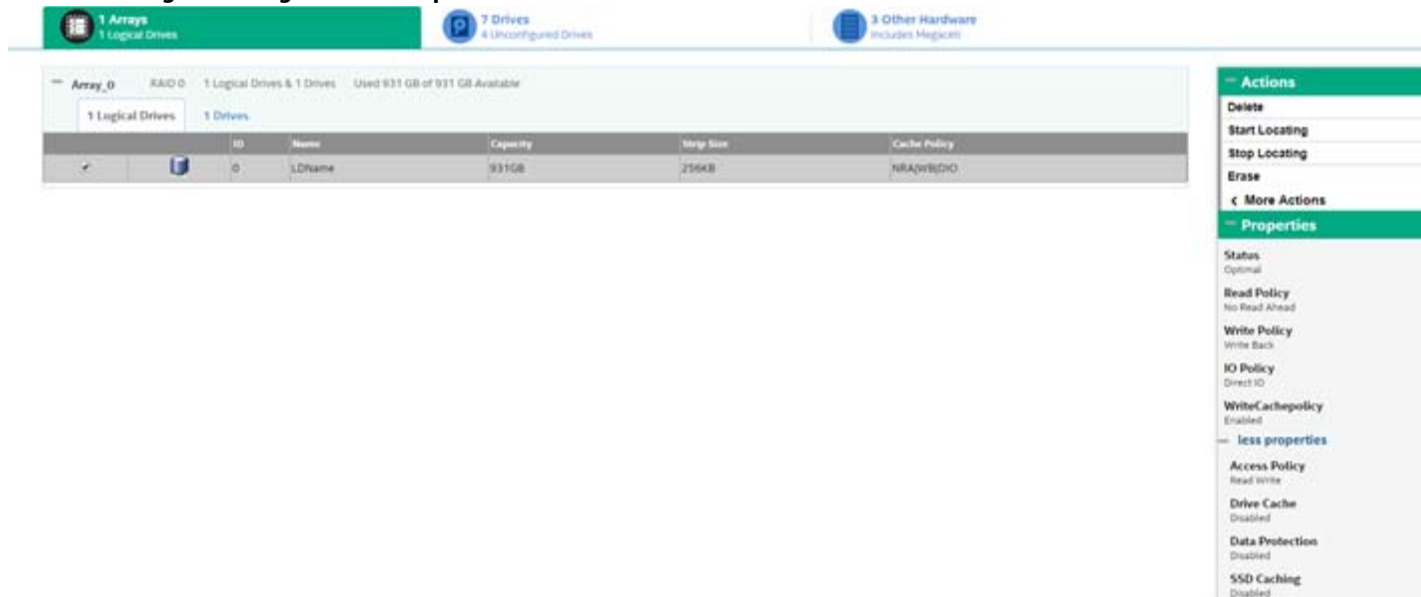 1 Arrays
1 Logical Drives
7 Drives
4 Unconfigured Drives
3 Other Hardware
includes Megacell
Array_0 RAID 0 1 Logical Drives & 1 Drives Used 931 GB of 931 GB Available
1 Logical Drives 1 Drives
ID Name Capacity Strip Size Cache Policy
0 LDName 931GB 256KB NRA|WB|DIO
Actions
Delete
Start Locating
Stop Locating
Erase
More Actions
Properties
Status
Optimal
Read Policy
No Read Ahead
Write Policy
Write Back
IO Policy
Direct IO
WriteCachepolicy
Enabled
less properties
Access Policy
Read Write
Drive Cache
Disabled
Data Protection
Disabled
SSD Caching
Disabled